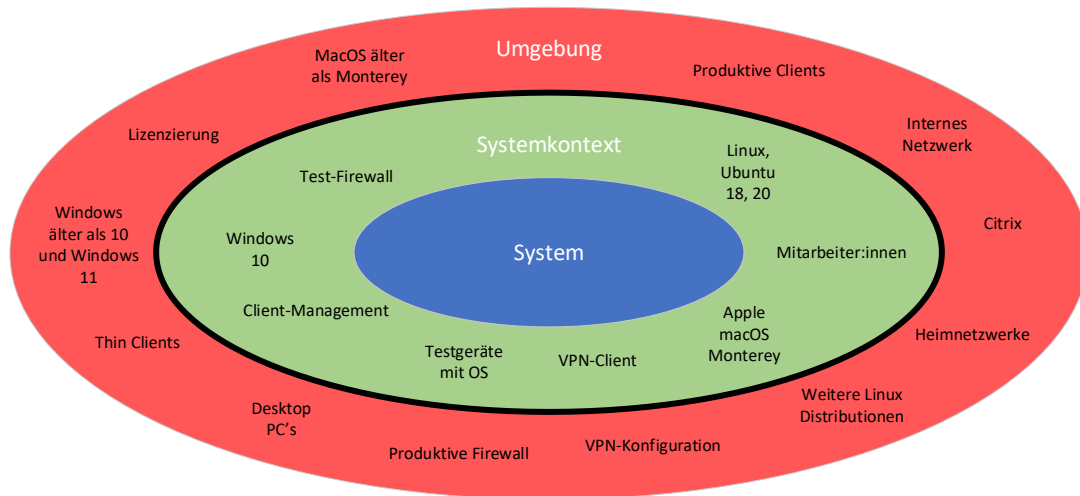 Umgebung
MacOS älter
als Monterey
Produktive Clients
Lizenzierung
Internes
Netzwerk
Systemkontext
Linux,
Ubuntu
18, 20
Test-Firewall
Windows
älter als 10
und Windows
11
Windows
10
System
Mitarbeiter:innen
Citrix
Client-Management
Apple
macOS
Monterey
Thin Clients
Heimnetzwerke
Testgeräte
mit OS
VPN-Client
Weitere Linux
Distributionen
Desktop
PC’s
Produktive Firewall
VPN-Konfiguration